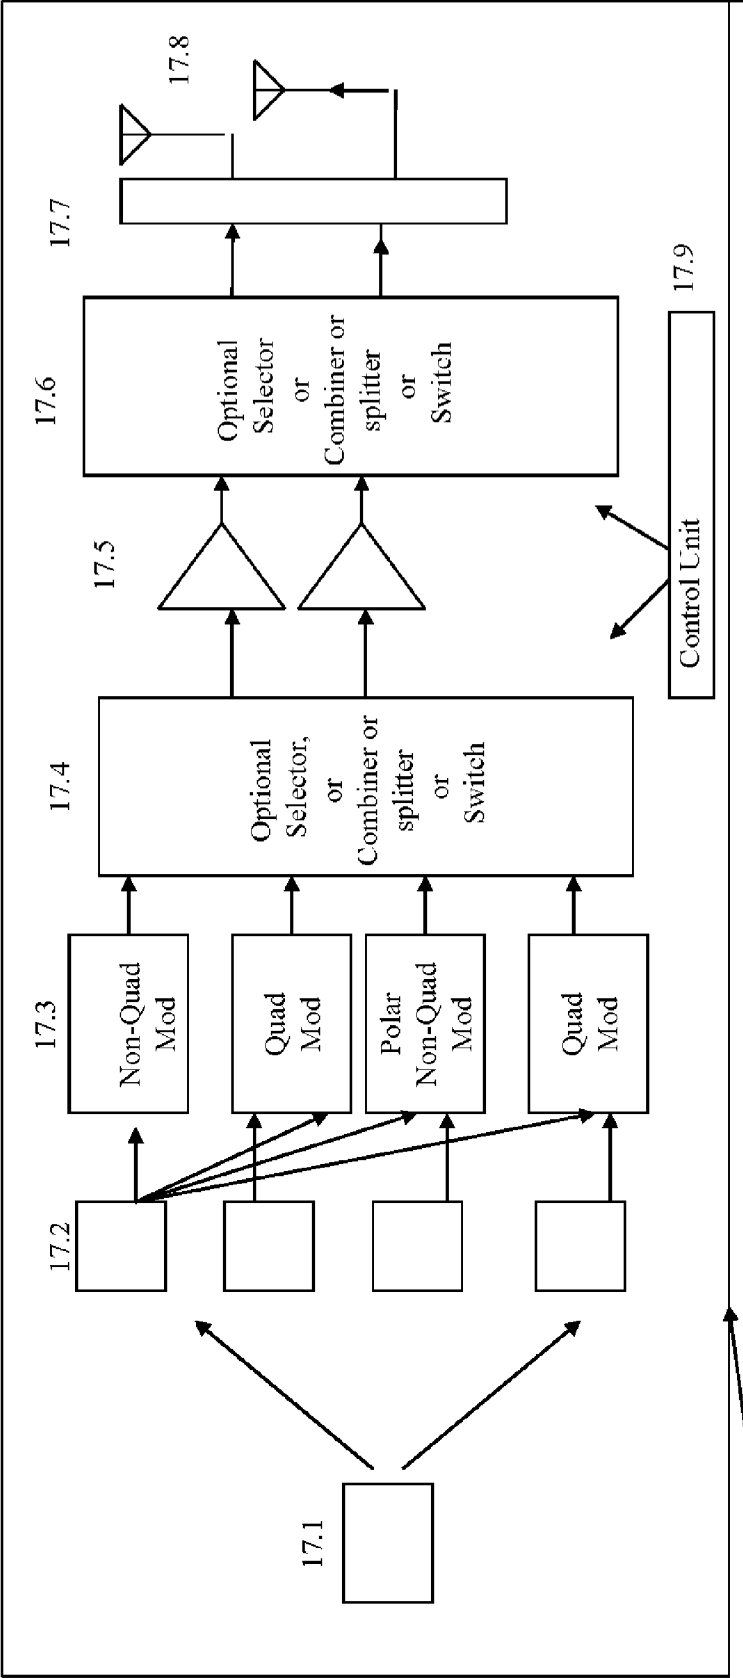 17.1
17.2
17.3
Non-Quad
Mod
Quad
Mod
Polar
Non-Quad
Mod
Quad
Mod
17.4
Optional
Selector,
or
Combiner or
splitter
or
Switch
17.5
17.6
Optional
Selector
or
Combiner or
splitter
or
Switch
17.7
17.8
Control Unit
17.9